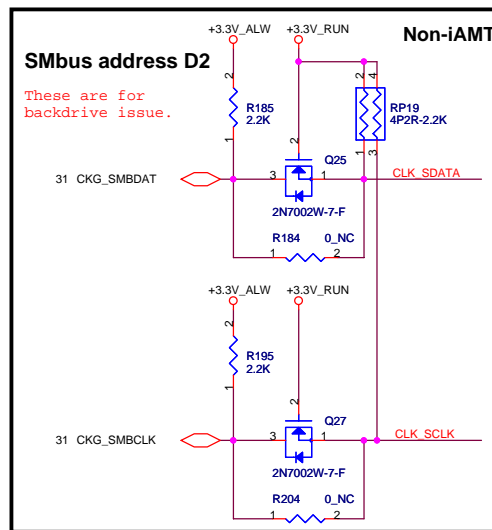 +3.3V_ALW +3.3V_RUN Non-iAMT
SMbus address D2
These are for
backdrive issue.
2
R185
2.2K
1
2 4
RP19
4P2R-2.2K
1 3
2
Q25
31 CKG_SMBDAT 3 1 CLK_SDATA
2N7002W-7-F
R184 0_NC
1 2
+3.3V_ALW +3.3V_RUN
2
R195
2.2K
1
2
Q27
31 CKG_SMBCLK 3 1 CLK_SCLK
2N7002W-7-F
R204 0_NC
1 2